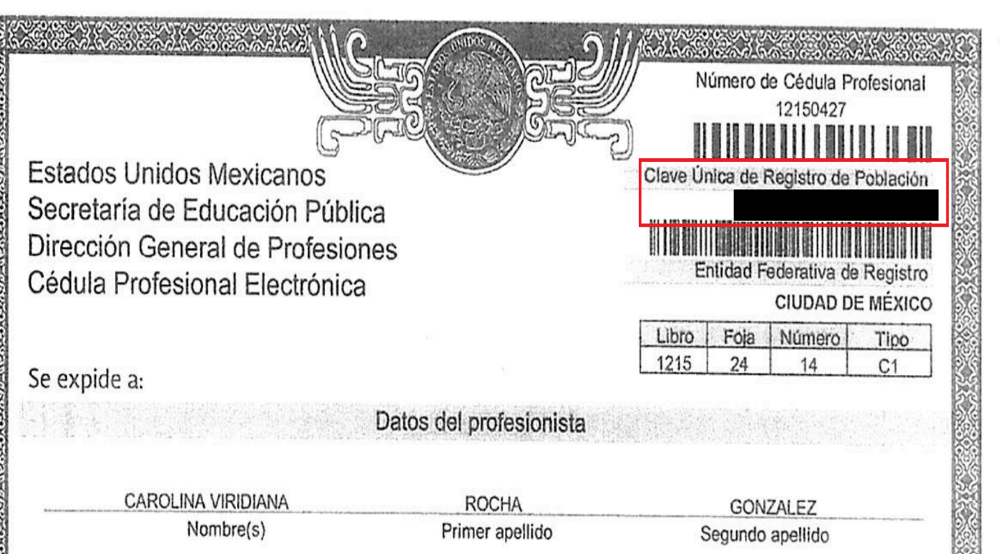 ESTADOS UNIDOS MEXICANOS
Número de Cédula Profesional
12150427
Estados Unidos Mexicanos
Secretaría de Educación Pública
Dirección General de Profesiones
Cédula Profesional Electrónica
Clave Única de Registro de Población
Entidad Federativa de Registro
CIUDAD DE MÉXICO
Libro Foja Número Tipo
1215 24 14 C1
Se expide a:
Datos del profesionista
CAROLINA VIRIDIANA ROCHA GONZALEZ
Nombre(s) Primer apellido Segundo apellido